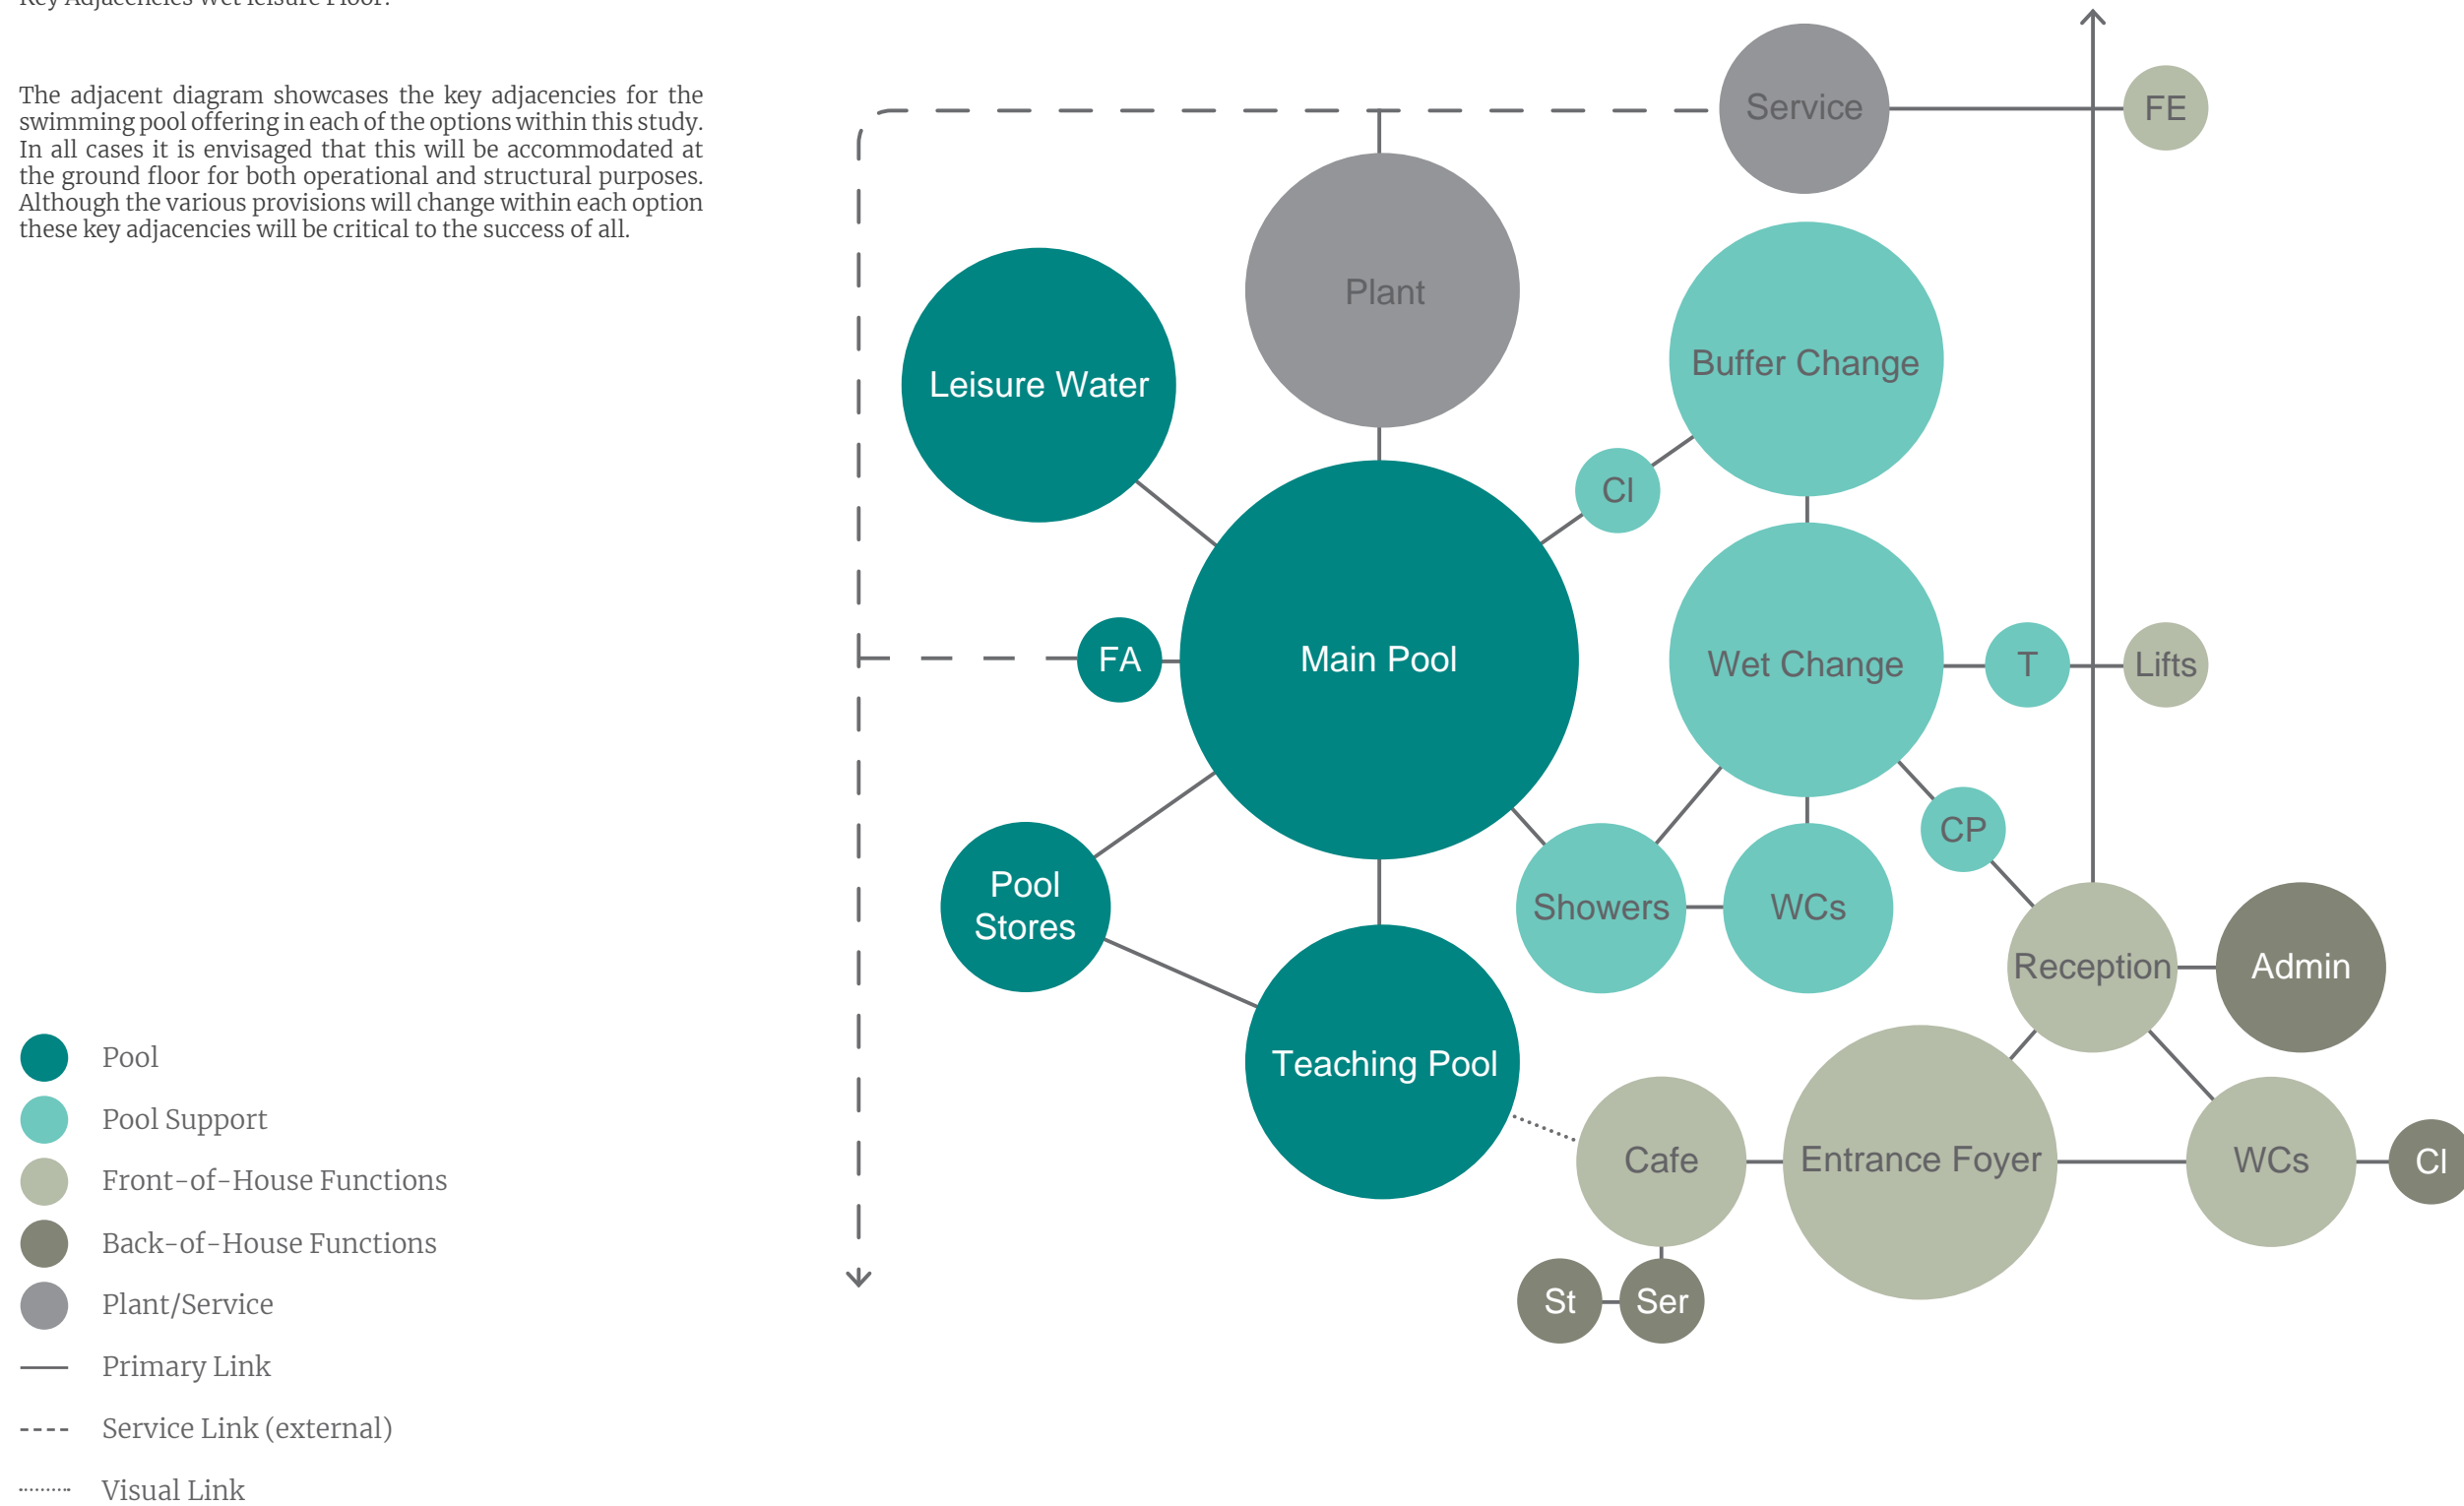 Key Adjacencies Wet leisure Floor:
The adjacent diagram showcases the key adjacencies for the
swimming pool offering in each of the options within this study.
In all cases it is envisaged that this will be accommodated at
the ground floor for both operational and structural purposes.
Although the various provisions will change within each option
these key adjacencies will be critical to the success of all.
Service
FE
Plant
Buffer Change
Leisure Water
Cl
FA
Main Pool
Wet Change
T
Lifts
CP
Pool
Stores
Showers
WCs
Reception
Admin
Teaching Pool
Cafe
Entrance Foyer
WCs
Cl
St
Ser
Pool
Pool Support
Front-of-House Functions
Back-of-House Functions
Plant/Service
Primary Link
Service Link (external)
Visual Link